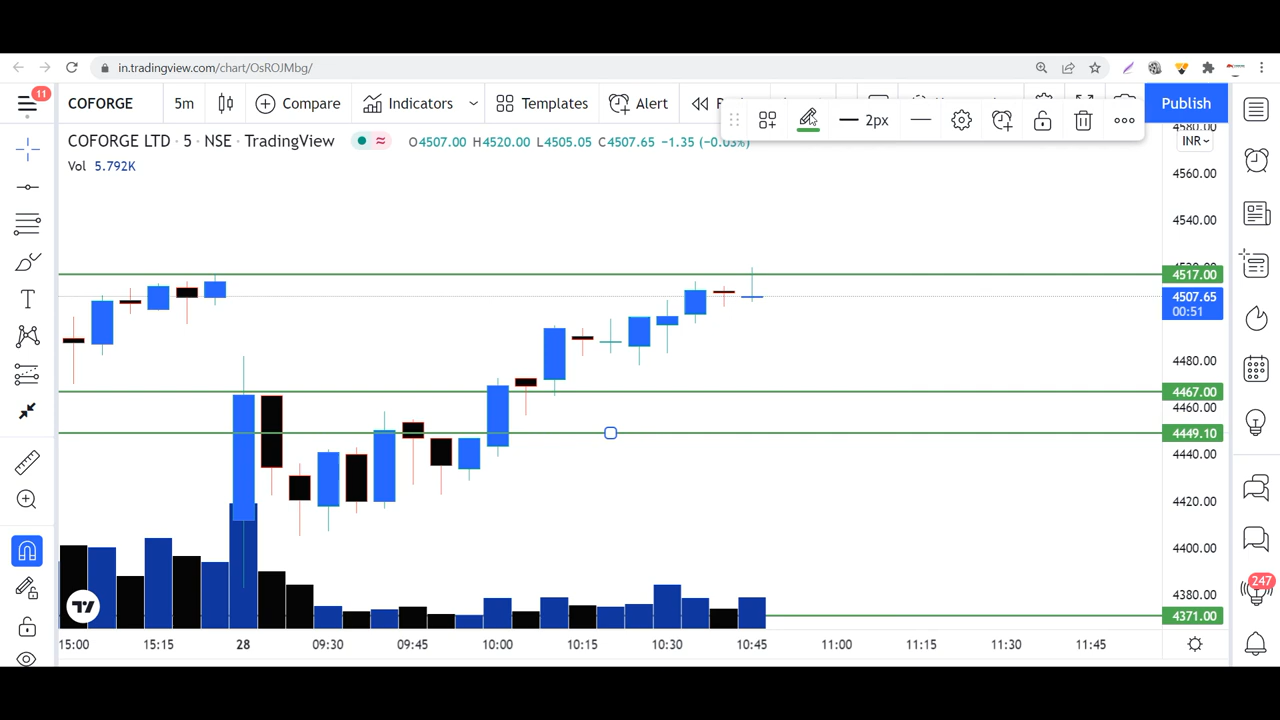 in.tradingview.com/chart/OsROJMbg/
11
COFORGE 5m Compare Indicators Templates Alert Publish
2px
COFORGE LTD · 5 · NSE · TradingView O4507.00 H4520.00 L4505.05 C4507.65 −1.35 (−0.03%) INR
Vol 5.792K
4560.00
4540.00
4517.00
4507.65
00:51
4480.00
4467.00
4460.00
4449.10
4440.00
4420.00
4400.00
4380.00
247
4371.00
15:00 15:15 28 09:30 09:45 10:00 10:15 10:30 10:45 11:00 11:15 11:30 11:45